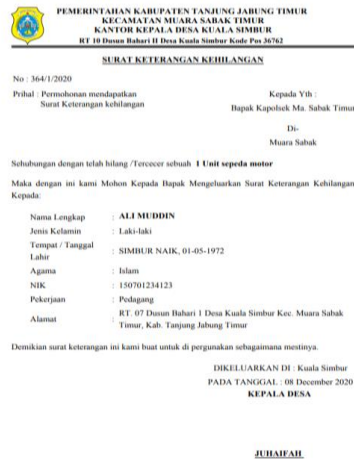 PEMERINTAHAN KABUPATEN TANJUNG JABUNG TIMUR
KECAMATAN MUARA SABAK TIMUR
KANTOR KEPALA DESA KUALA SIMBUR
RT 10 Dusun Bahari II Desa Kuala Simbur Kode Pos 36762
SURAT KETERANGAN KEHILANGAN
No : 364/1/2020
Prihal : Permohonan mendapatkan
Surat Keterangan kehilangan
Kepada Yth :
Bapak Kapolsek Ma. Sabak Timur
Di-
Muara Sabak
Sehubungan dengan telah hilang /Tercecer sebuah 1 Unit sepeda motor
Maka dengan ini kami Mohon Kepada Bapak Mengeluarkan Surat Keterangan Kehilangan
Kepada:
Nama Lengkap : ALI MUDDIN
Jenis Kelamin : Laki-laki
Tempat / Tanggal Lahir : SIMBUR NAIK, 01-05-1972
Agama : Islam
NIK : 150701234123
Pekerjaan : Pedagang
Alamat : RT. 07 Dusun Bahari 1 Desa Kuala Simbur Kec. Muara Sabak
Timur, Kab. Tanjung Jabung Timur
Demikian surat keterangan ini kami buat untuk di pergunakan sebagaimana mestinya.
DIKELUARKAN DI : Kuala Simbur
PADA TANGGAL : 08 December 2020
KEPALA DESA
JUHAIFAH